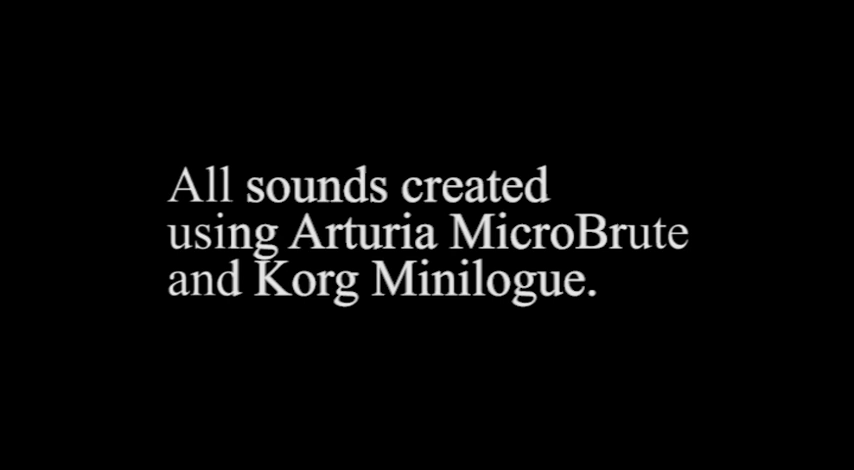 All sounds created
using Arturia MicroBrute
and Korg Minilogue.